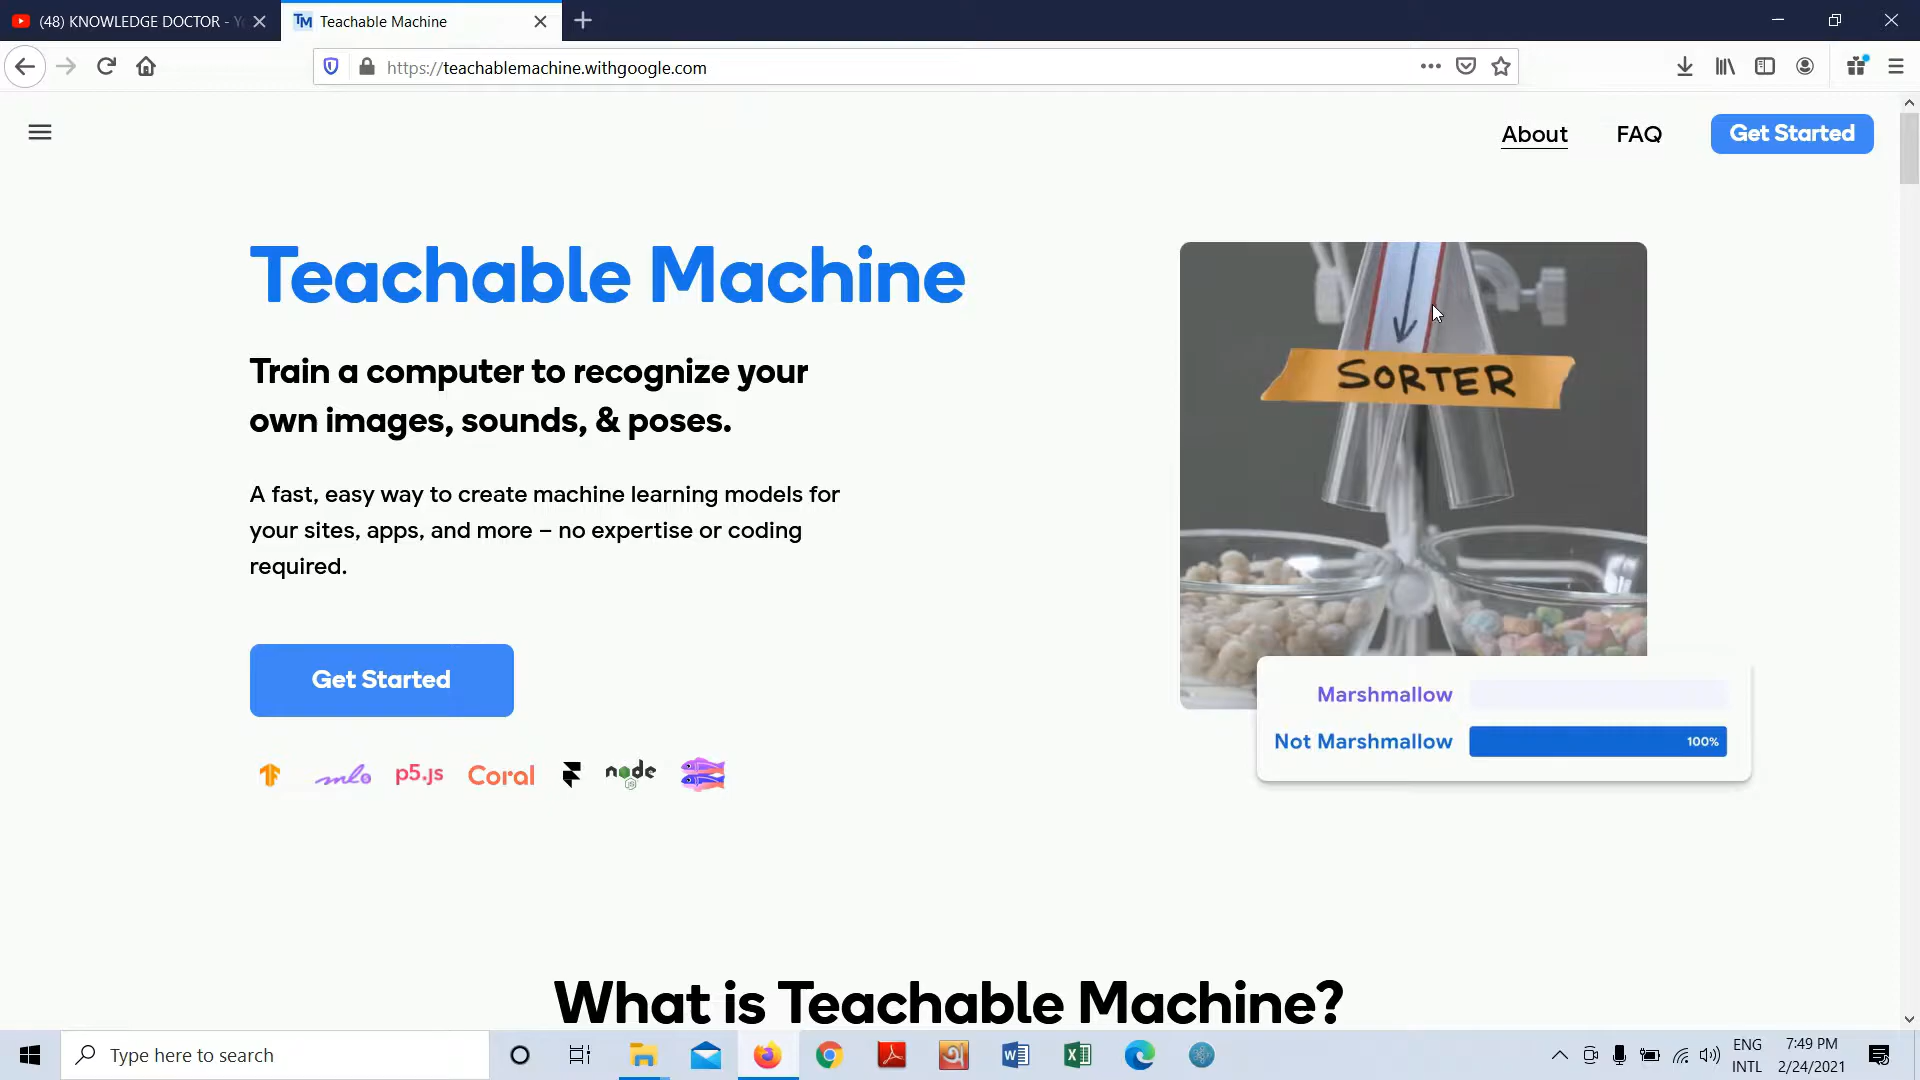 (48) KNOWLEDGE DOCTOR - Y
TM Teachable Machine
https://teachablemachine.withgoogle.com
About FAQ Get Started
Teachable Machine
Train a computer to recognize your
own images, sounds, & poses.
A fast, easy way to create machine learning models for
your sites, apps, and more – no expertise or coding
required.
Get Started
p5.js Coral node
SORTER
Marshmallow
Not Marshmallow 100%
What is Teachable Machine?
Type here to search
ENG
INTL
7:49 PM
2/24/2021